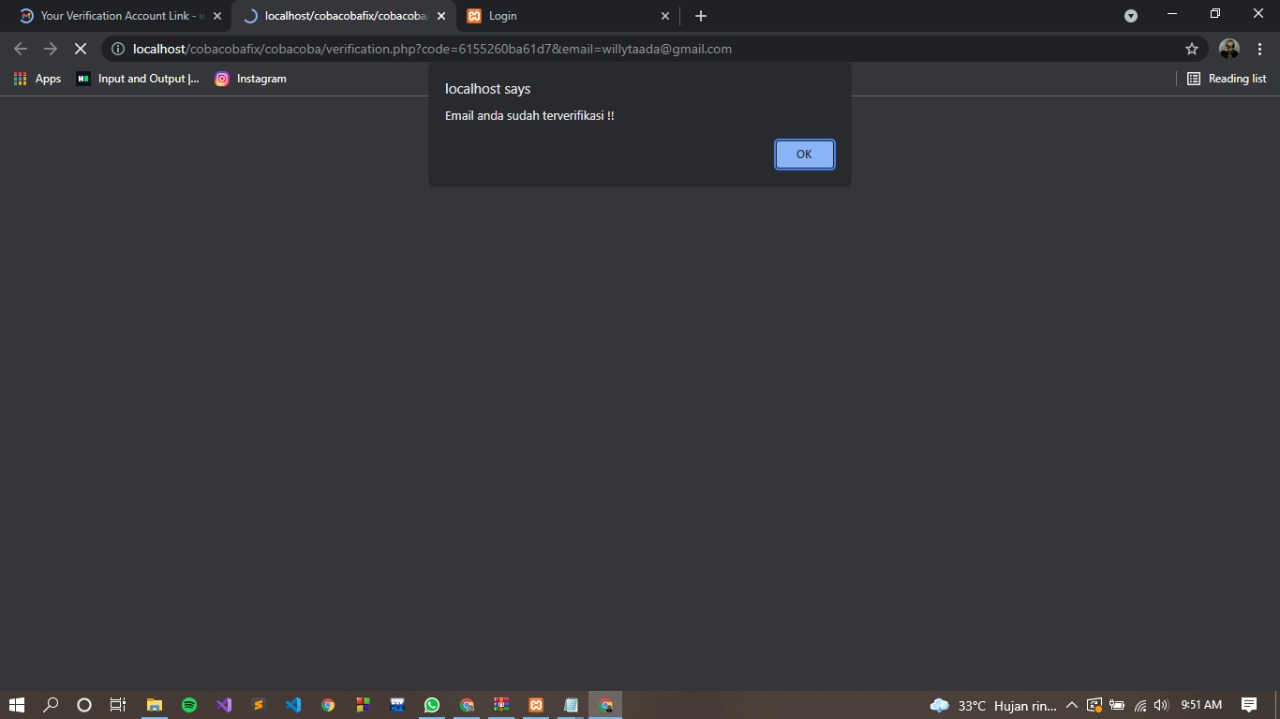 Your Verification Account Link - w
localhost/cobacobafix/cobacoba
Login
localhost/cobacobafix/cobacoba/verification.php?code=6155260ba61d7&email=willytaada@gmail.com
Apps
Input and Output |...
Instagram
Reading list
localhost says
Email anda sudah terverifikasi !!
OK
33°C Hujan rin...
9:51 AM